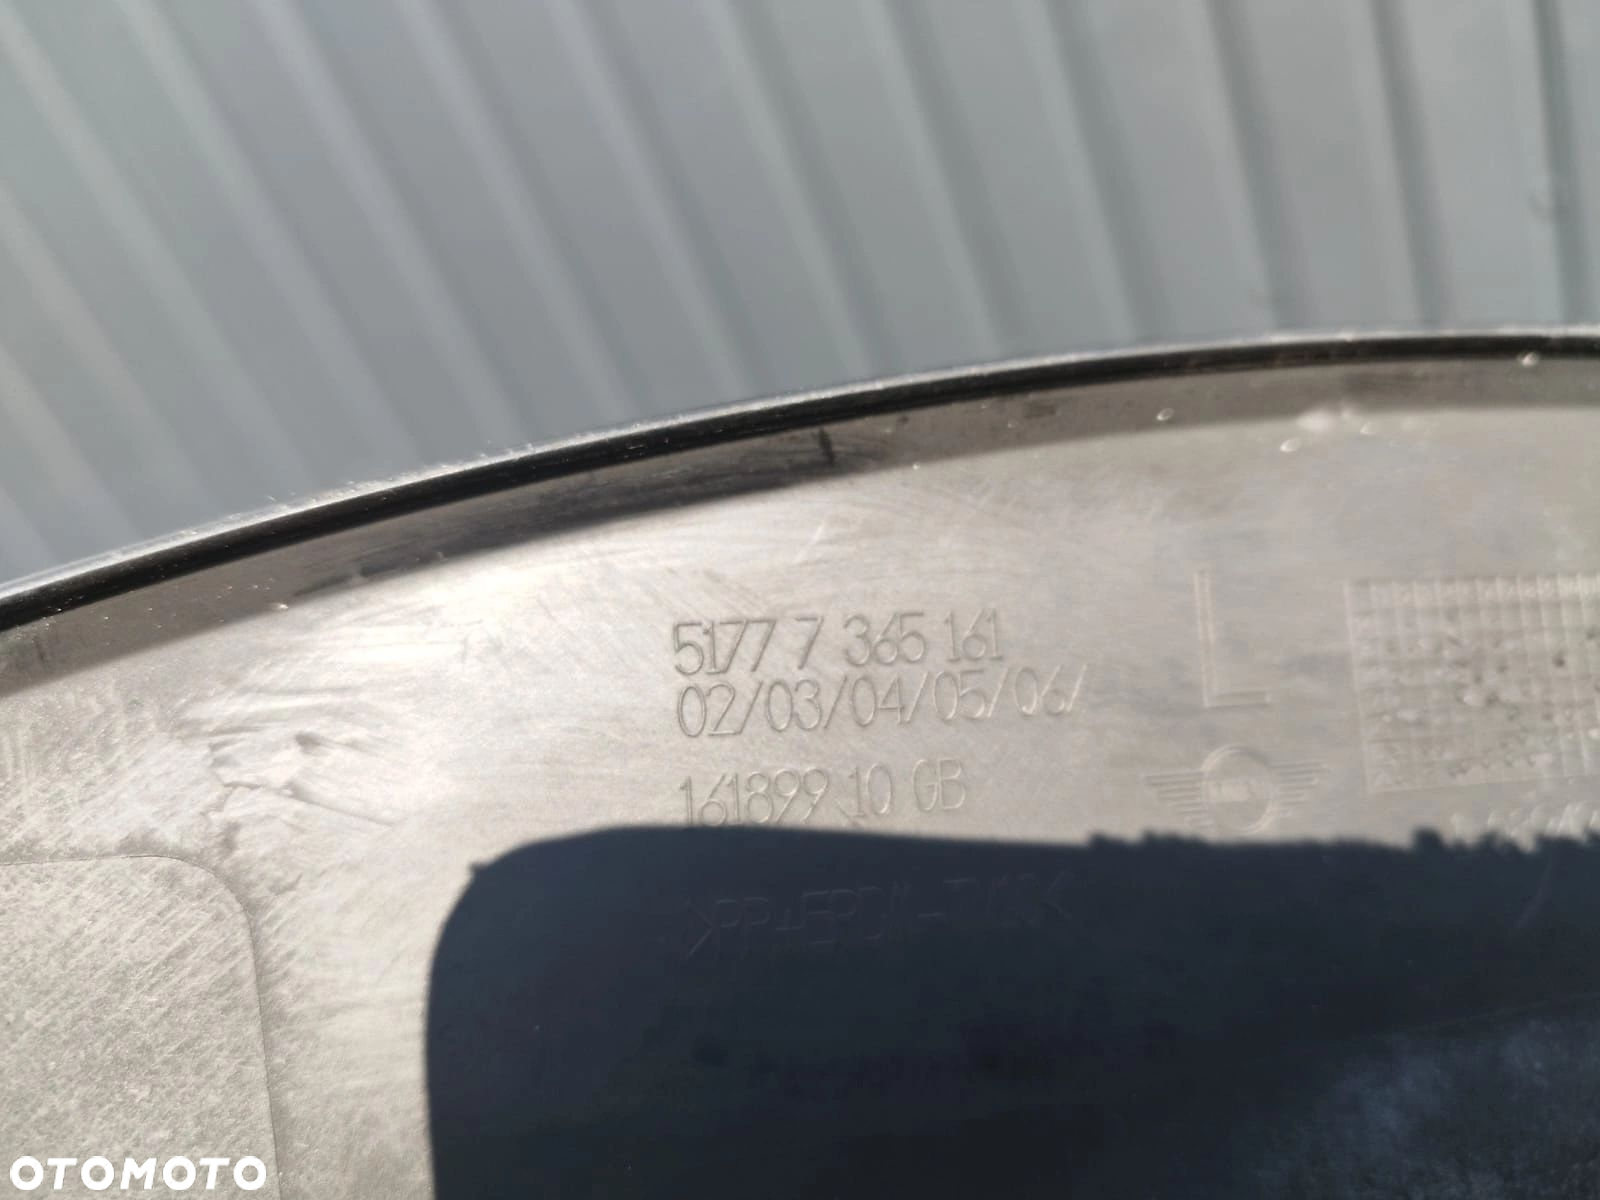 5177 7 365 161
L
02/03/04/05/06/
161899 10 GB
OTOMOTO